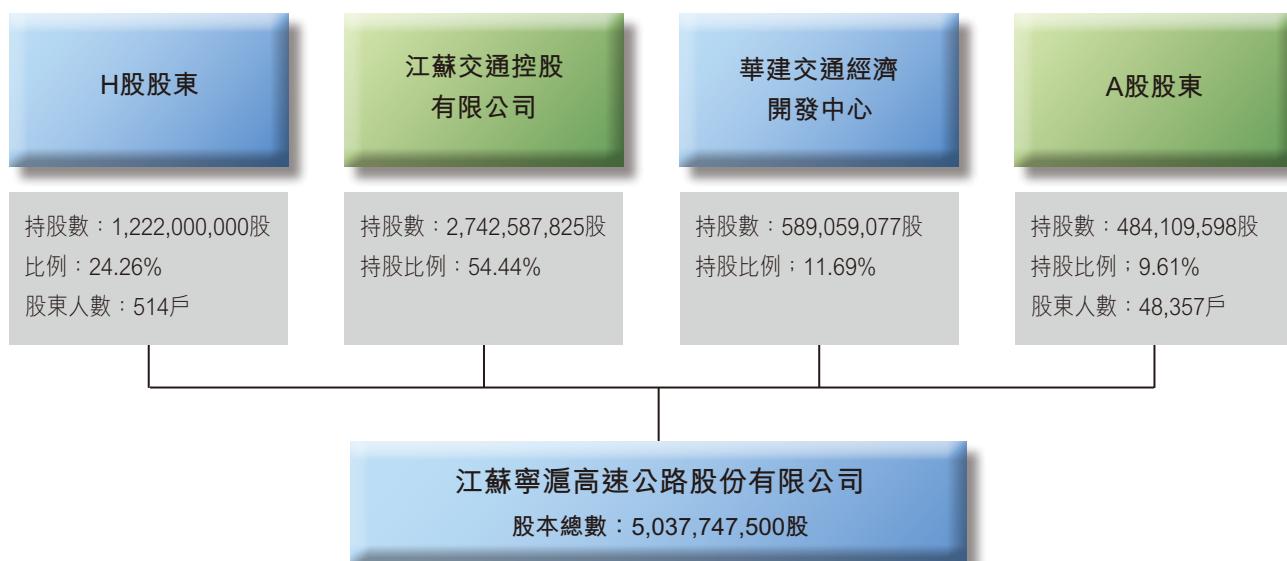 H股股東
持股數：1,222,000,000股
比例：24.26%
股東人數：514戶
江蘇交通控股
有限公司
持股數：2,742,587,825股
持股比例：54.44%
華建交通經濟
開發中心
持股數：589,059,077股
持股比例；11.69%
A股股東
持股數：484,109,598股
持股比例；9.61%
股東人數：48,357戶
江蘇寧滬高速公路股份有限公司
股本總數：5,037,747,500股